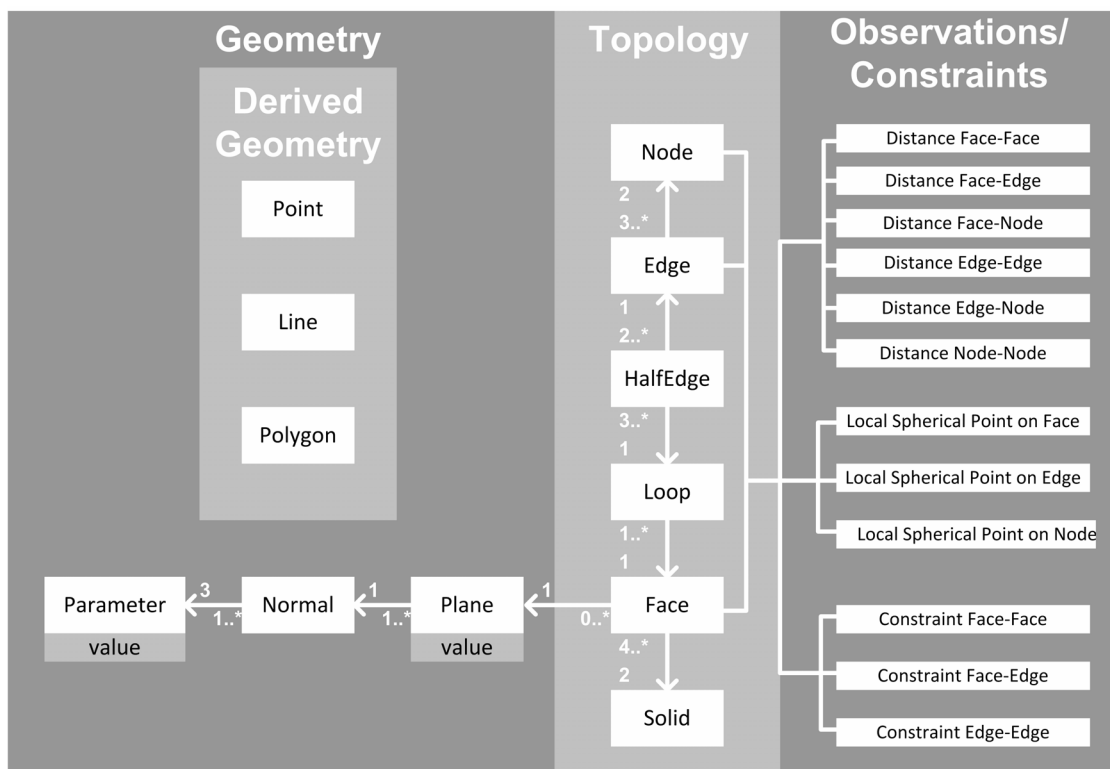 Geometry
Derived
Geometry
Point
Line
Polygon
Parameter
value
3
1..*
Normal
1
1..*
Plane
value
1
0..*
Topology
Node
2
3..*
Edge
1
2..*
HalfEdge
3..*
1
Loop
1..*
1
Face
4..*
2
Solid
Observations/
Constraints
Distance Face-Face
Distance Face-Edge
Distance Face-Node
Distance Edge-Edge
Distance Edge-Node
Distance Node-Node
Local Spherical Point on Face
Local Spherical Point on Edge
Local Spherical Point on Node
Constraint Face-Face
Constraint Face-Edge
Constraint Edge-Edge